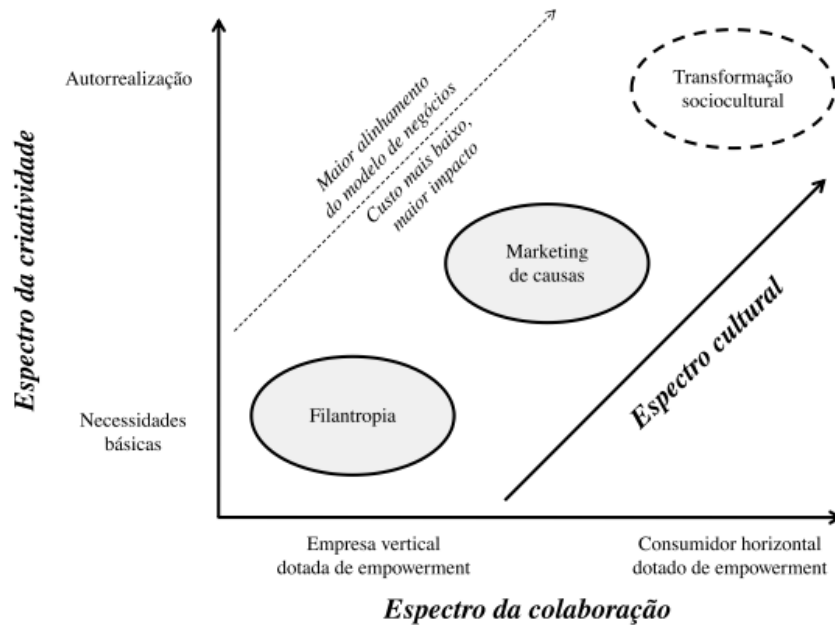 Autorrealização
Espectro da criatividade
Necessidades
básicas
Maior alinhamento
do modelo de negócios
Custo mais baixo,
maior impacto
Transformação
sociocultural
Marketing
de causas
Filantropia
Espectro cultural
Empresa vertical
dotada de empowerment
Consumidor horizontal
dotado de empowerment
Espectro da colaboração